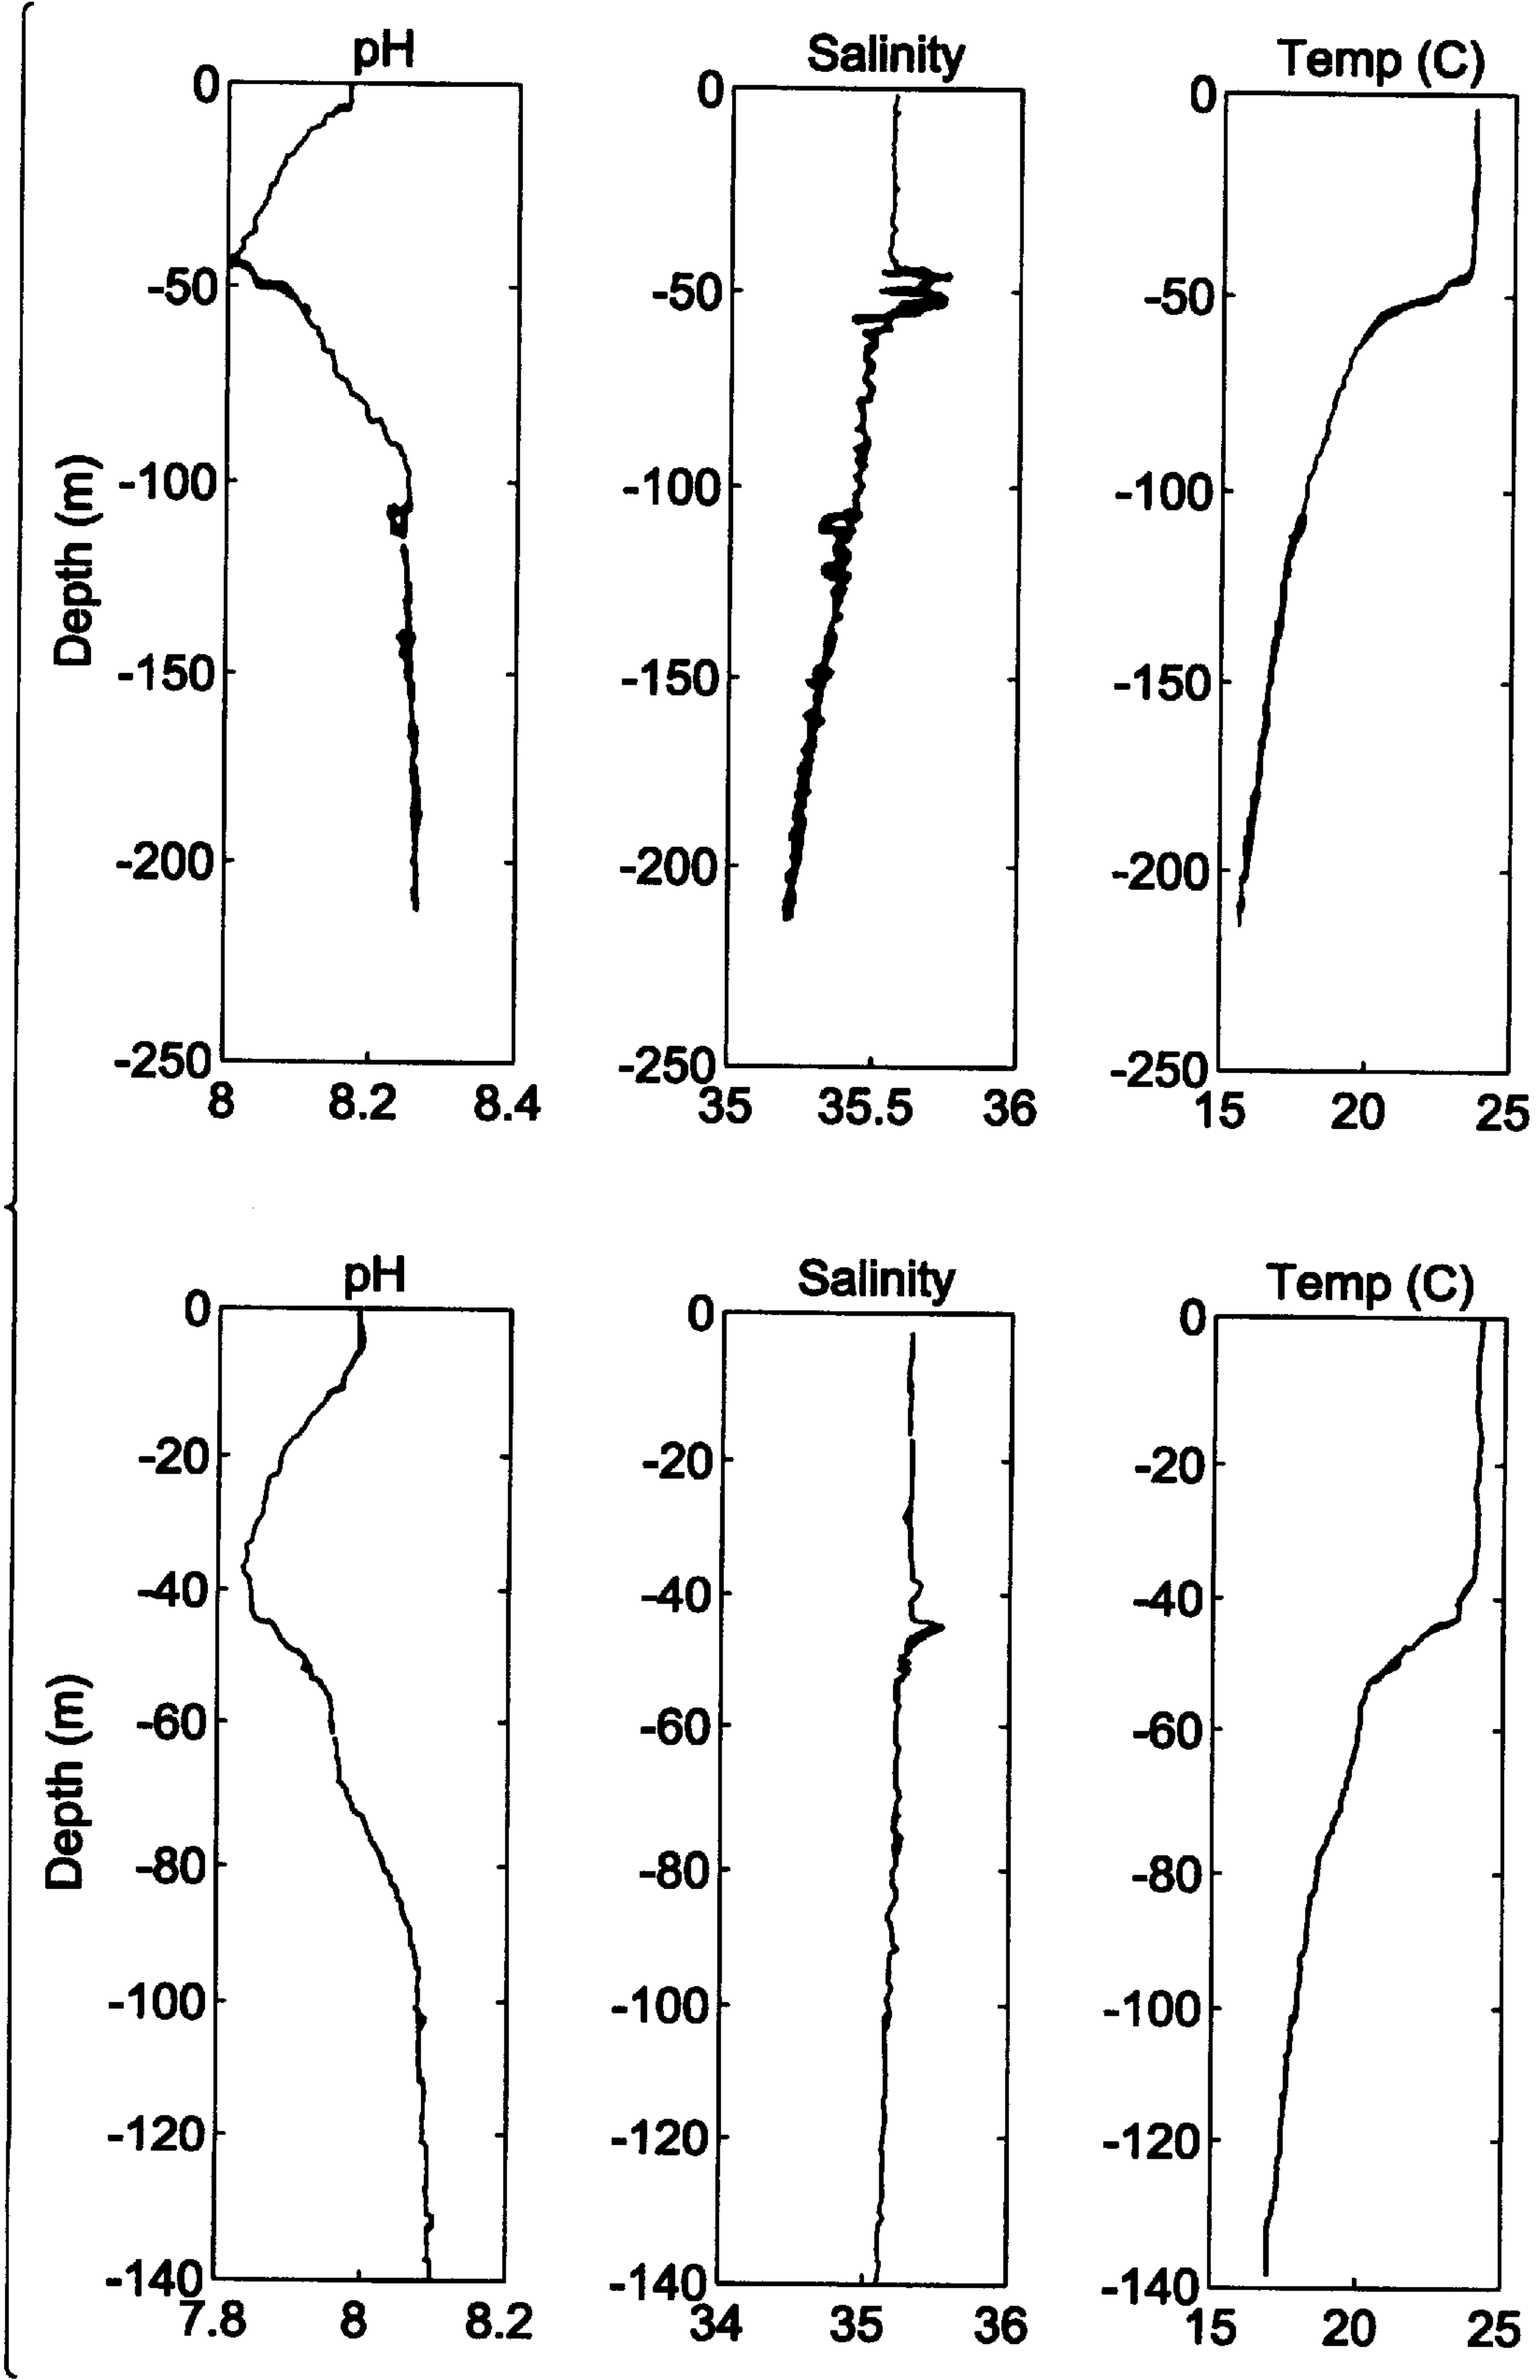 pH Salinity Temp (C)
0 0 0
-50 -50 -50
-100 -100 -100
Depth (m)
-150 -150 -150
-200 -200 -200
-250 -250 -250
8 8.2 8.4 35 35.5 36 15 20 25
pH Salinity Temp (C)
0 0 0
-20 -20 -20
-40 -40 -40
-60 -60 -60
Depth (m)
-80 -80 -80
-100 -100 -100
-120 -120 -120
-140 -140 -140
7.8 8 8.2 34 35 36 15 20 25